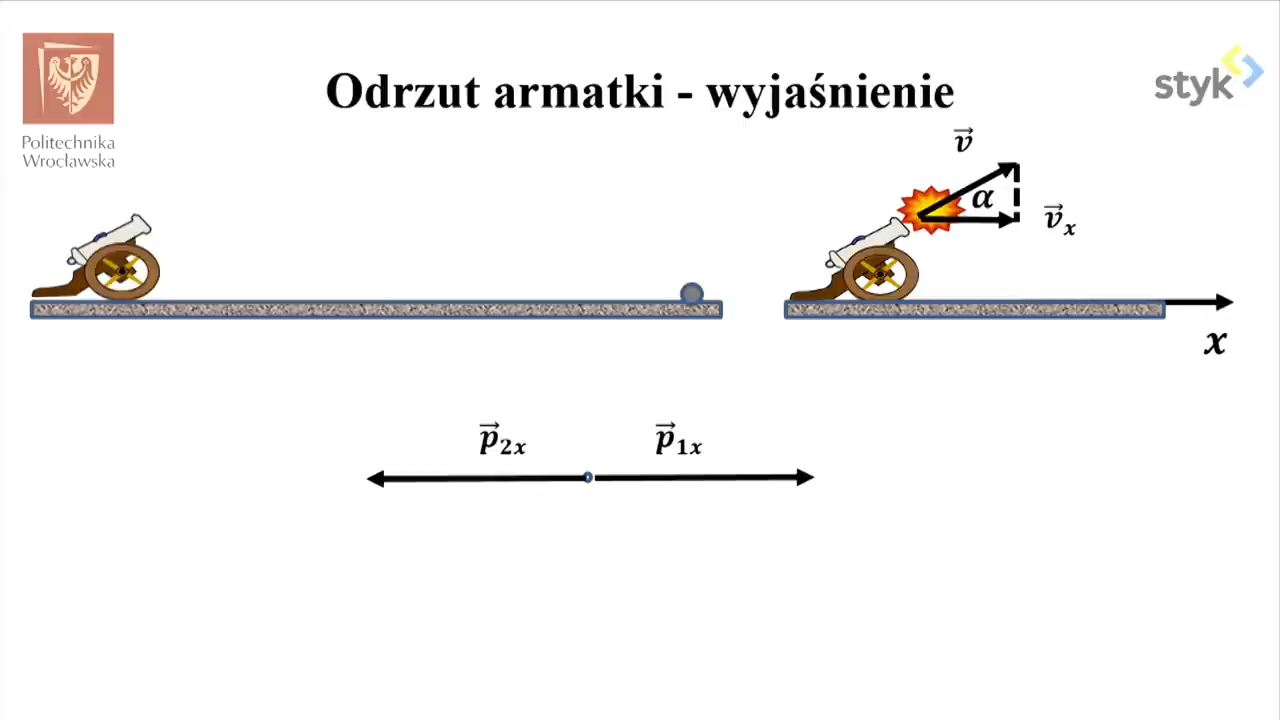 Politechnika
Wrocławska
Odrzut armatki - wyjaśnienie
styk
v⃗
α
v⃗ₓ
x
p⃗₂ₓ
p⃗₁ₓ